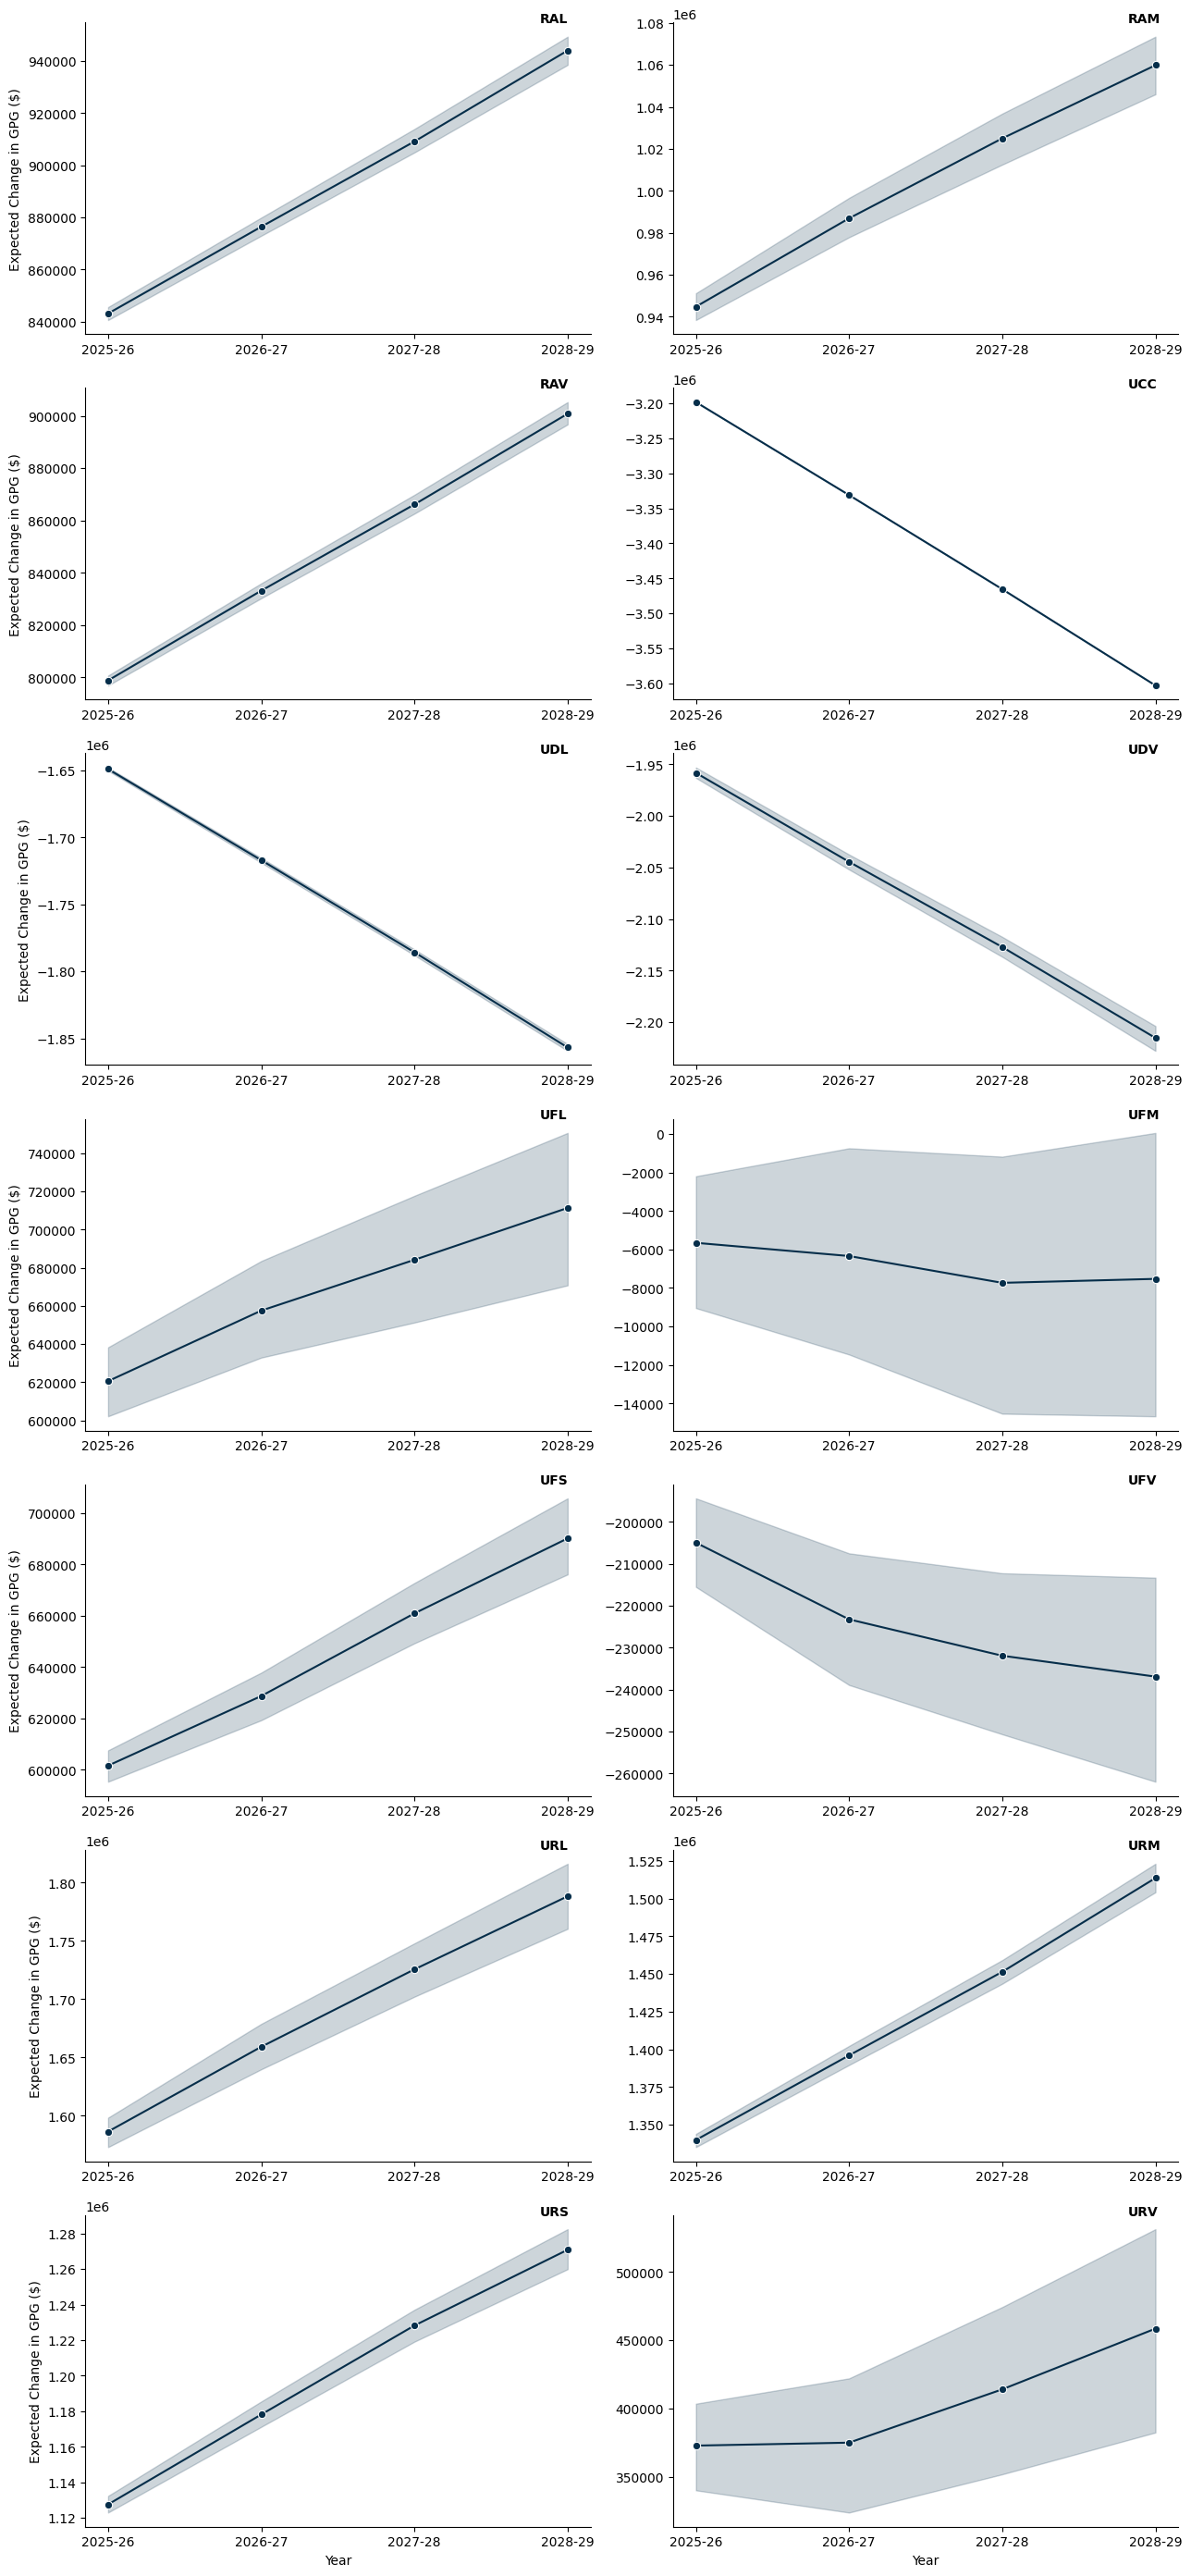 RAL
Expected Change in GPG ($)
940000
920000
900000
880000
860000
840000
2025-26 2026-27 2027-28 2028-29
RAM
1e6
1.08
1.06
1.04
1.02
1.00
0.98
0.96
0.94
2025-26 2026-27 2027-28 2028-29
RAV
Expected Change in GPG ($)
900000
880000
860000
840000
820000
800000
2025-26 2026-27 2027-28 2028-29
UCC
1e6
−3.20
−3.25
−3.30
−3.35
−3.40
−3.45
−3.50
−3.55
−3.60
2025-26 2026-27 2027-28 2028-29
UDL
1e6
Expected Change in GPG ($)
−1.65
−1.70
−1.75
−1.80
−1.85
2025-26 2026-27 2027-28 2028-29
UDV
1e6
−1.95
−2.00
−2.05
−2.10
−2.15
−2.20
2025-26 2026-27 2027-28 2028-29
UFL
Expected Change in GPG ($)
740000
720000
700000
680000
660000
640000
620000
600000
2025-26 2026-27 2027-28 2028-29
UFM
0
−2000
−4000
−6000
−8000
−10000
−12000
−14000
2025-26 2026-27 2027-28 2028-29
UFS
Expected Change in GPG ($)
700000
680000
660000
640000
620000
600000
2025-26 2026-27 2027-28 2028-29
UFV
−200000
−210000
−220000
−230000
−240000
−250000
−260000
2025-26 2026-27 2027-28 2028-29
URL
1e6
Expected Change in GPG ($)
1.80
1.75
1.70
1.65
1.60
2025-26 2026-27 2027-28 2028-29
URM
1e6
1.525
1.500
1.475
1.450
1.425
1.400
1.375
1.350
2025-26 2026-27 2027-28 2028-29
URS
1e6
Expected Change in GPG ($)
1.28
1.26
1.24
1.22
1.20
1.18
1.16
1.14
1.12
2025-26 2026-27 2027-28 2028-29
Year
URV
500000
450000
400000
350000
2025-26 2026-27 2027-28 2028-29
Year